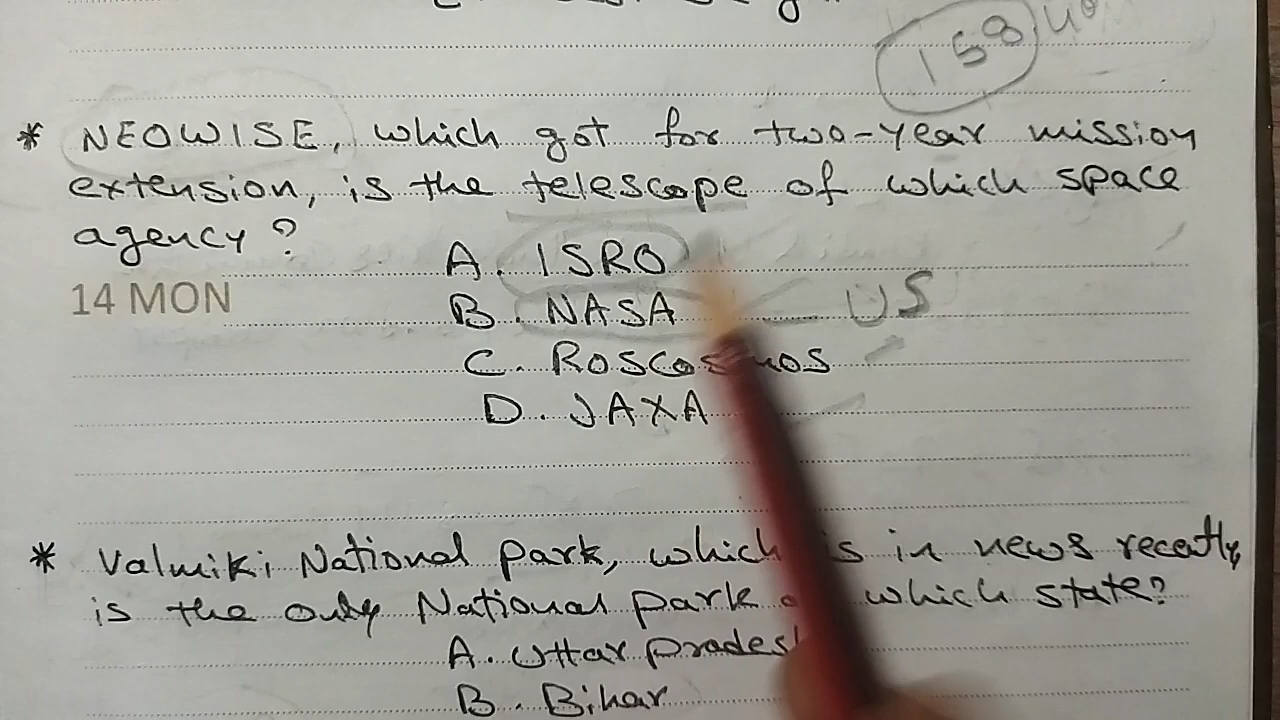 158
* NEOWISE, which got for two-year mission
extension, is the telescope of which space
agency?
A. ISRO
14 MON
B. NASA US
C. Roscosmos
D. JAXA
* Valmiki National park, which is in news recently,
is the only National park which state?
A. Uttar pradesh
B. Bihar